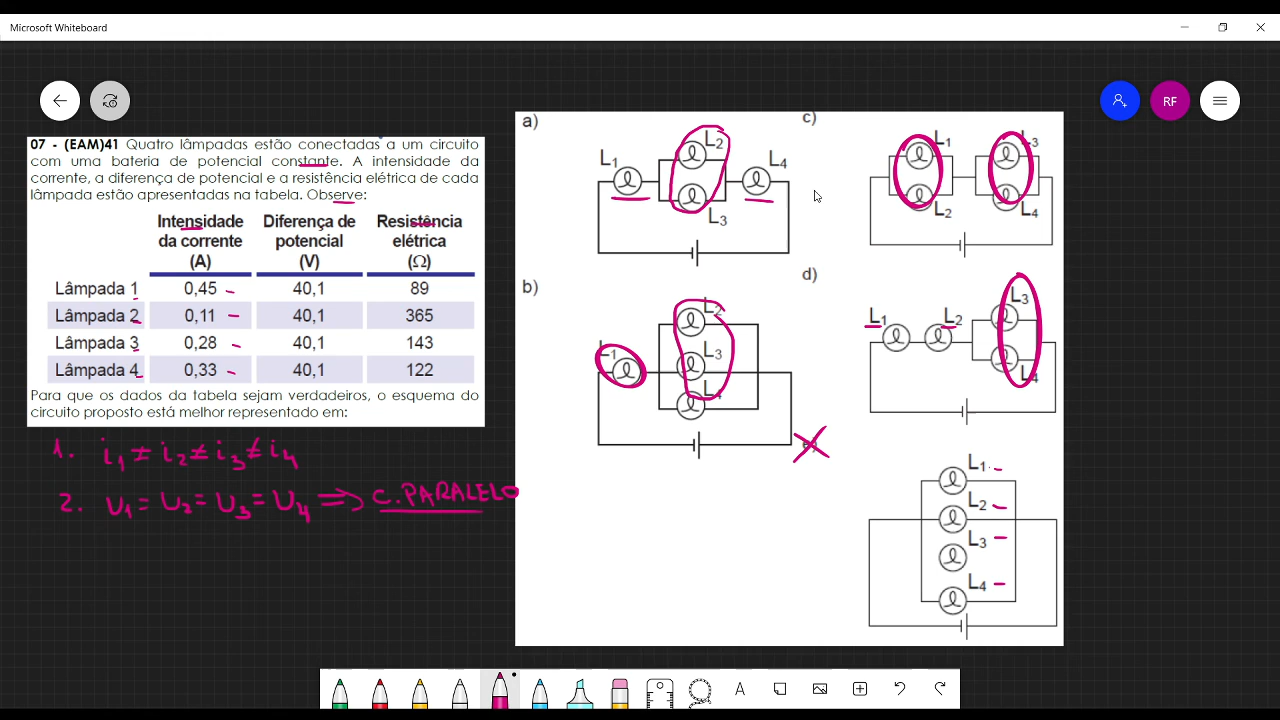 Microsoft Whiteboard
RF
07 - (EAM)41 Quatro lâmpadas estão conectadas a um circuito
com uma bateria de potencial constante. A intensidade da
corrente, a diferença de potencial e a resistência elétrica de cada
lâmpada estão apresentadas na tabela. Observe:
Intensidade da corrente (A) Diferença de potencial (V) Resistência elétrica (Ω)
Lâmpada 1 0,45 40,1 89
Lâmpada 2 0,11 40,1 365
Lâmpada 3 0,28 40,1 143
Lâmpada 4 0,33 40,1 122
Para que os dados da tabela sejam verdadeiros, o esquema do
circuito proposto está melhor representado em:
1. i1 ≠ i2 ≠ i3 ≠ i4
2. U1 = U2 = U3 = U4 ⇒ C. PARALELO
a)
L1
L2
L3
L4
b)
L1
L2
L3
L4
c)
L1
L2
L3
L4
d)
L1
L2
L3
L4
L1
L2
L3
L4
A